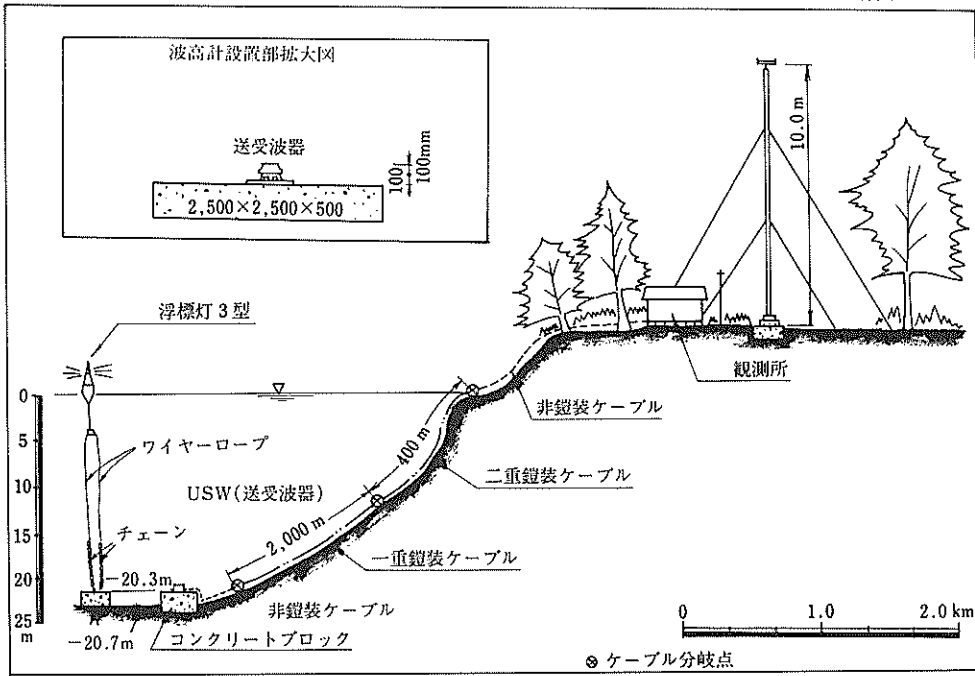 波高計設置部拡大図
送受波器
100
100mm
2,500×2,500×500
10.0 m
浮標灯3型
観測所
非鎧装ケーブル
0
5
10
15
20
25
m
ワイヤーロープ
400 m
二重鎧装ケーブル
USW(送受波器)
2,000 m
チェーン
一重鎧装ケーブル
-20.3m
非鎧装ケーブル
-20.7m
コンクリートブロック
0 1.0 2.0 km
⊗ ケーブル分岐点